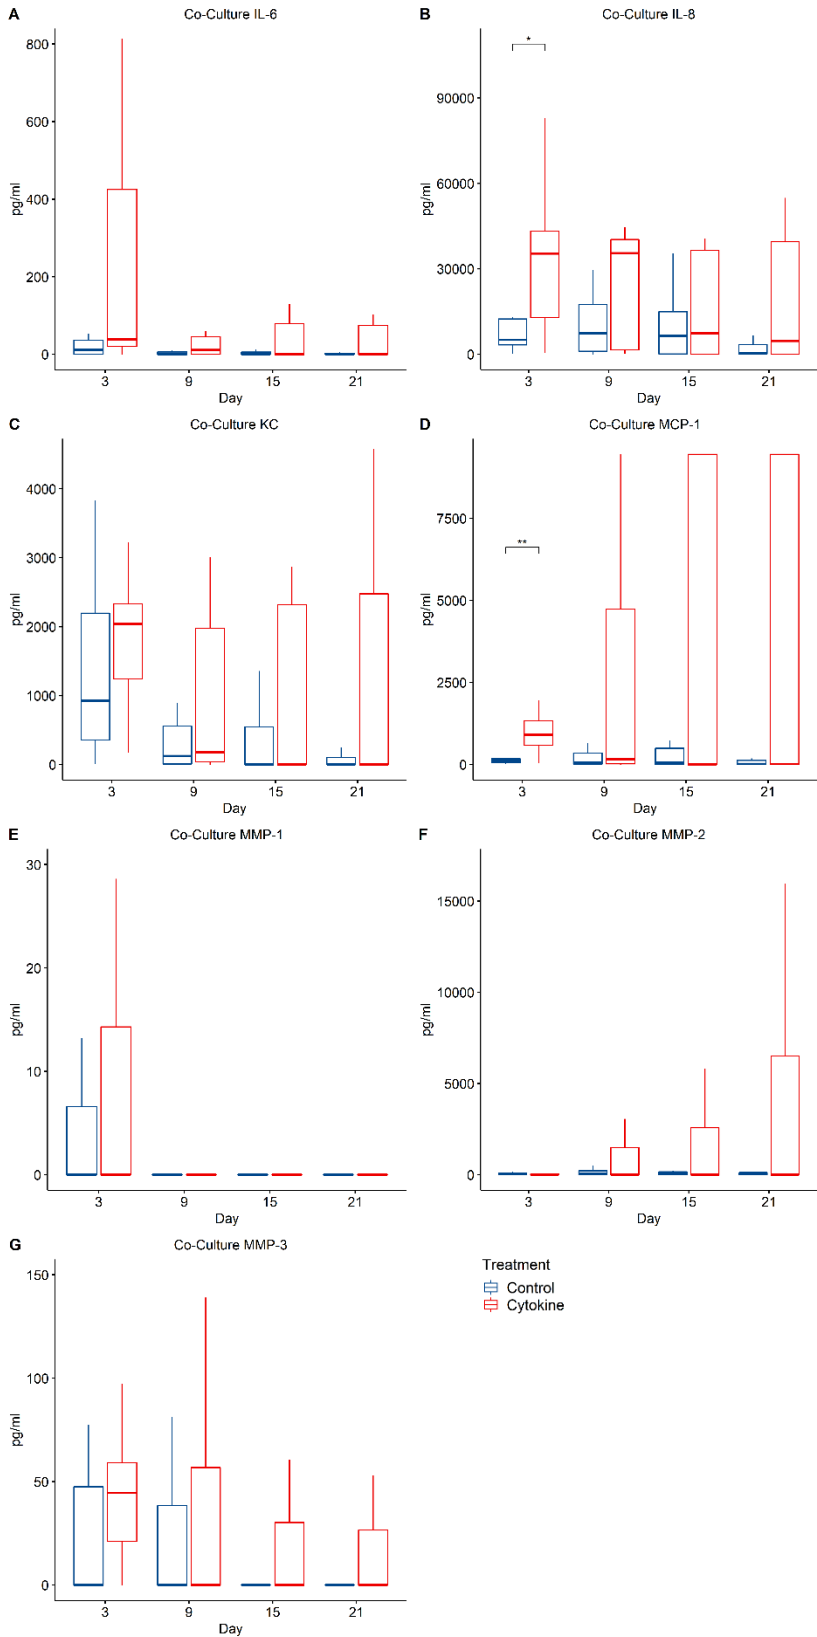 A
Co-Culture IL-6
800
600
400
200
0
pg/ml
3 9 15 21
Day
B
Co-Culture IL-8
*
90000
60000
30000
0
pg/ml
3 9 15 21
Day
C
Co-Culture KC
4000
3000
2000
1000
0
pg/ml
3 9 15 21
Day
D
Co-Culture MCP-1
**
7500
5000
2500
0
pg/ml
3 9 15 21
Day
E
Co-Culture MMP-1
30
20
10
0
pg/ml
3 9 15 21
Day
F
Co-Culture MMP-2
15000
10000
5000
0
pg/ml
3 9 15 21
Day
G
Co-Culture MMP-3
150
100
50
0
pg/ml
3 9 15 21
Day
Treatment
Control
Cytokine